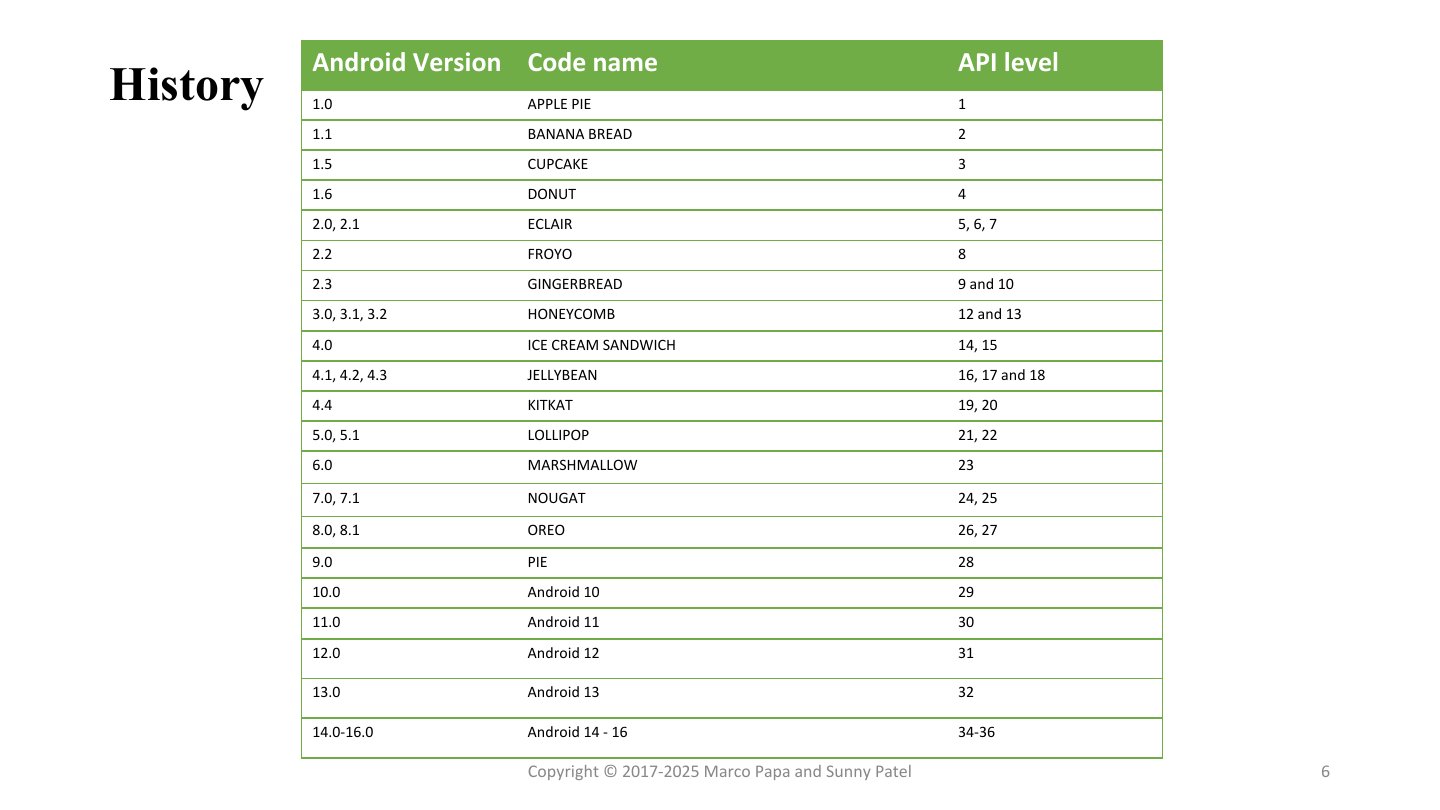 History
Android Version Code name API level
1.0 APPLE PIE 1
1.1 BANANA BREAD 2
1.5 CUPCAKE 3
1.6 DONUT 4
2.0, 2.1 ECLAIR 5, 6, 7
2.2 FROYO 8
2.3 GINGERBREAD 9 and 10
3.0, 3.1, 3.2 HONEYCOMB 12 and 13
4.0 ICE CREAM SANDWICH 14, 15
4.1, 4.2, 4.3 JELLYBEAN 16, 17 and 18
4.4 KITKAT 19, 20
5.0, 5.1 LOLLIPOP 21, 22
6.0 MARSHMALLOW 23
7.0, 7.1 NOUGAT 24, 25
8.0, 8.1 OREO 26, 27
9.0 PIE 28
10.0 Android 10 29
11.0 Android 11 30
12.0 Android 12 31
13.0 Android 13 32
14.0-16.0 Android 14 - 16 34-36
Copyright © 2017-2025 Marco Papa and Sunny Patel 6